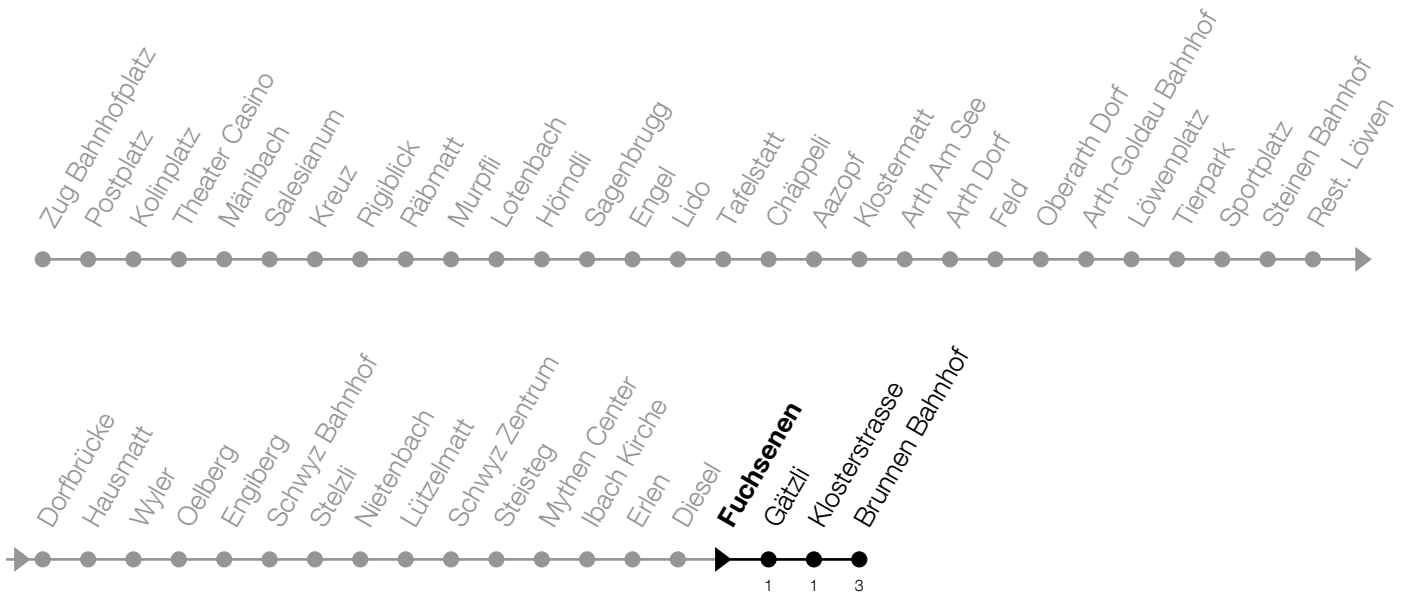 Zug Bahnhofplatz
Postplatz
Kolinplatz
Theater Casino
Mänibach
Salesianum
Kreuz
Rigiblick
Räbmatt
Murpfli
Lotenbach
Hörndli
Sagenbrugg
Engel
Lido
Tafelstatt
Chäppeli
Aazopf
Klostermatt
Arth Am See
Arth Dorf
Feld
Oberarth Dorf
Arth-Goldau Bahnhof
Löwenplatz
Tierpark
Sportplatz
Steinen Bahnhof
Rest. Löwen
Dorfbrücke
Hausmatt
Wyler
Oelberg
Engiberg
Schwyz Bahnhof
Stelzli
Nietenbach
Lützelmatt
Schwyz Zentrum
Steisteg
Mythen Center
Ibach Kirche
Erlen
Diesel
Fuchsenen
Gätzli
Klosterstrasse
Brunnen Bahnhof
1 1 3